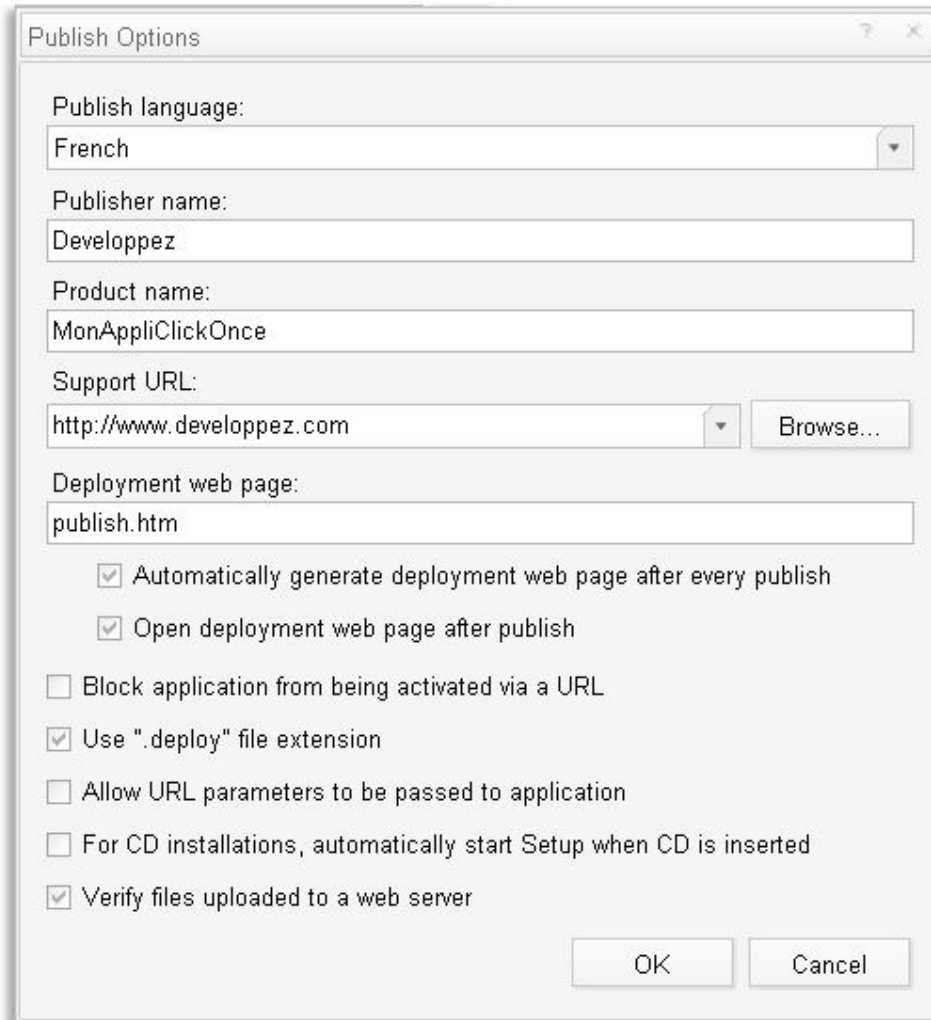 Publish Options
Publish language:
French
Publisher name:
Developpez
Product name:
MonAppliClickOnce
Support URL:
http://www.developpez.com
Browse...
Deployment web page:
publish.htm
Automatically generate deployment web page after every publish
Open deployment web page after publish
Block application from being activated via a URL
Use ".deploy" file extension
Allow URL parameters to be passed to application
For CD installations, automatically start Setup when CD is inserted
Verify files uploaded to a web server
OK
Cancel